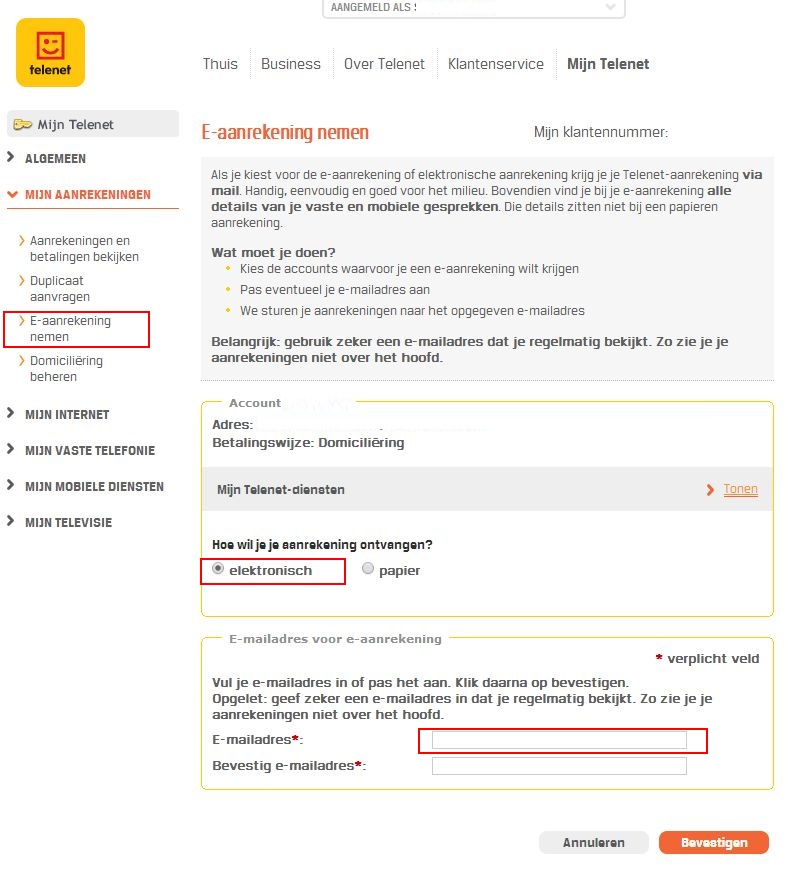 AANGEMELD ALS
telenet
Thuis
Business
Over Telenet
Klantenservice
Mijn Telenet
Mijn Telenet
ALGEMEEN
MIJN AANREKENINGEN
Aanrekeningen en
betalingen bekijken
Duplicaat
aanvragen
E-aanrekening
nemen
Domiciliëring
beheren
MIJN INTERNET
MIJN VASTE TELEFONIE
MIJN MOBIELE DIENSTEN
MIJN TELEVISIE
E-aanrekening nemen
Mijn klantennummer:
Als je kiest voor de e-aanrekening of elektronische aanrekening krijg je je Telenet-aanrekening via
mail. Handig, eenvoudig en goed voor het milieu. Bovendien vind je bij je e-aanrekening alle
details van je vaste en mobiele gesprekken. Die details zitten niet bij een papieren
aanrekening.
Wat moet je doen?
Kies de accounts waarvoor je een e-aanrekening wilt krijgen
Pas eventueel je e-mailadres aan
We sturen je aanrekeningen naar het opgegeven e-mailadres
Belangrijk: gebruik zeker een e-mailadres dat je regelmatig bekijkt. Zo zie je je
aanrekeningen niet over het hoofd.
Account
Adres:
Betalingswijze: Domiciliëring
Mijn Telenet-diensten
Tonen
Hoe wil je je aanrekening ontvangen?
elektronisch
papier
E-mailadres voor e-aanrekening
* verplicht veld
Vul je e-mailadres in of pas het aan. Klik daarna op bevestigen.
Opgelet: geef zeker een e-mailadres in dat je regelmatig bekijkt. Zo zie je je
aanrekeningen niet over het hoofd.
E-mailadres*:
Bevestig e-mailadres*:
Annuleren
Bevestigen